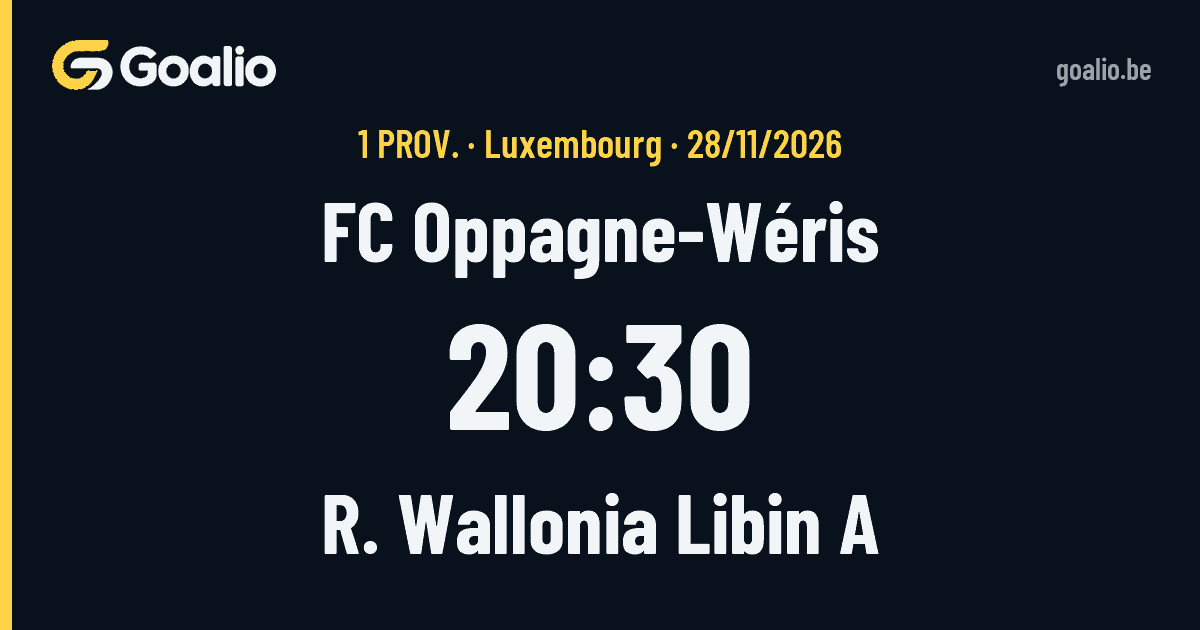 Goalio
goalio.be
1 PROV. · Luxembourg · 28/11/2026
FC Oppagne-Wéris
20:30
R. Wallonia Libin A